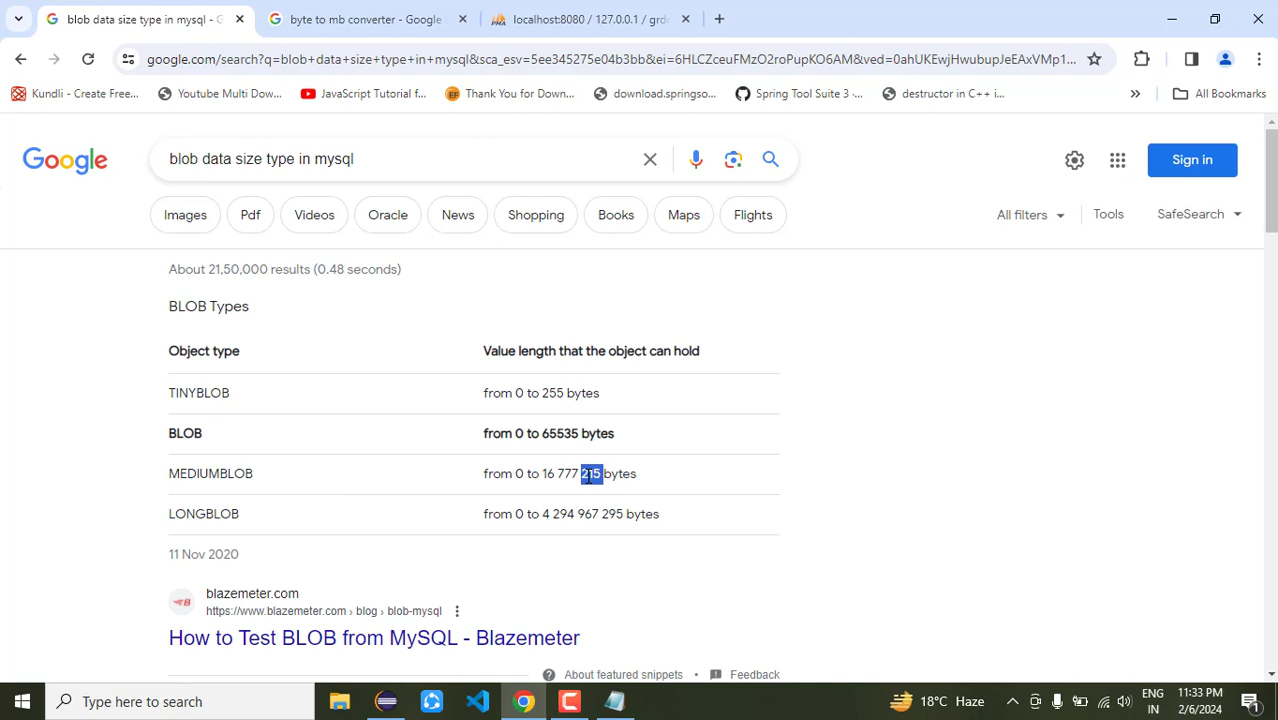 blob data size type in mysql - G
byte to mb converter - Google
localhost:8080 / 127.0.0.1 / grde
google.com/search?q=blob+data+size+type+in+mysql&sca_esv=5ee345275e04b3bb&ei=6HLCZceuFMzO2roPupKO6AM&ved=0ahUKEwjHwubupJeEAxVMp1...
Kundli - Create Free...
Youtube Multi Dow...
JavaScript Tutorial f...
Thank You for Down...
download.springso...
Spring Tool Suite 3 -...
destructor in C++ i...
All Bookmarks
Google
blob data size type in mysql
Sign in
Images
Pdf
Videos
Oracle
News
Shopping
Books
Maps
Flights
All filters
Tools
SafeSearch
About 21,50,000 results (0.48 seconds)
BLOB Types
Object type Value length that the object can hold
TINYBLOB from 0 to 255 bytes
BLOB from 0 to 65535 bytes
MEDIUMBLOB from 0 to 16 777 215 bytes
LONGBLOB from 0 to 4 294 967 295 bytes
11 Nov 2020
blazemeter.com
https://www.blazemeter.com › blog › blob-mysql
How to Test BLOB from MySQL - Blazemeter
About featured snippets
Feedback
Type here to search
18°C Haze
ENG
IN
11:33 PM
2/6/2024